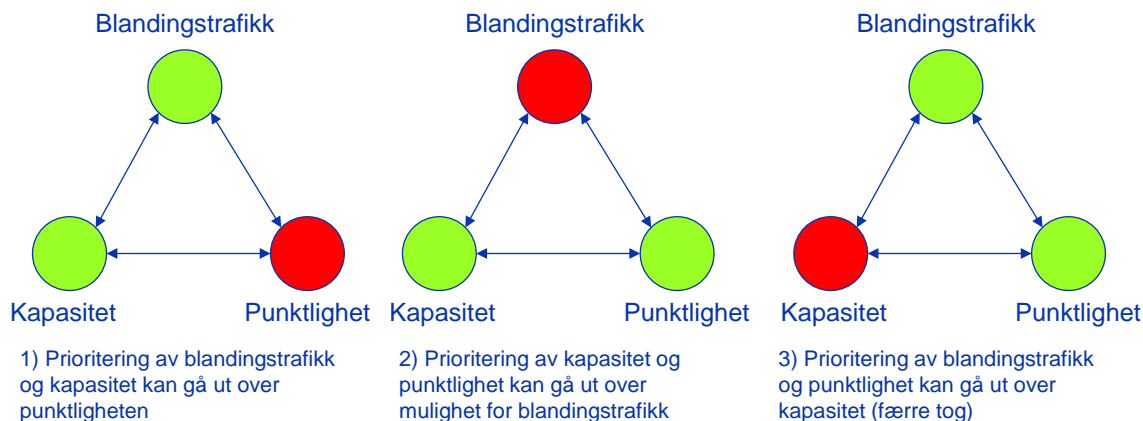 Blandingstrafikk
Kapasitet
Punktlighet
1) Prioritering av blandingstrafikk
og kapasitet kan gå ut over
punktligheten
Blandingstrafikk
Kapasitet
Punktlighet
2) Prioritering av kapasitet og
punktlighet kan gå ut over
mulighet for blandingstrafikk
Blandingstrafikk
Kapasitet
Punktlighet
3) Prioritering av blandingstrafikk
og punktlighet kan gå ut over
kapasitet (færre tog)